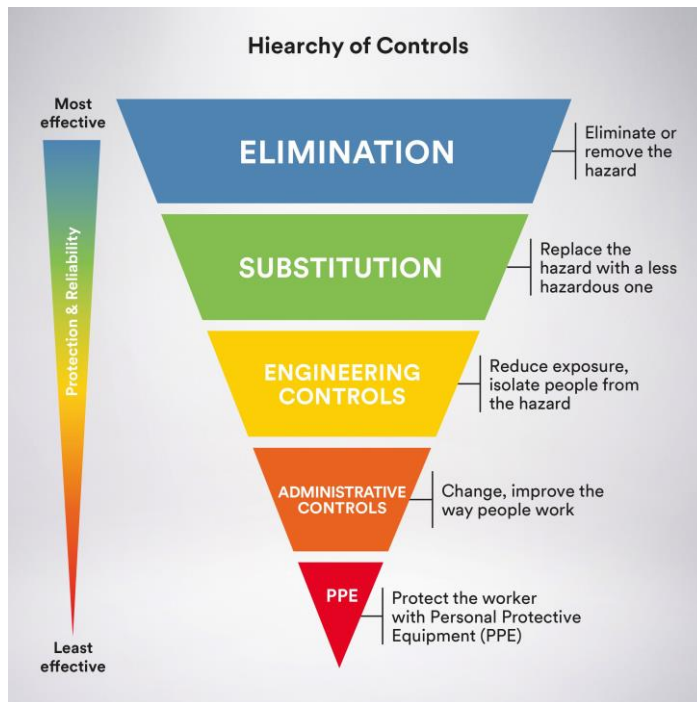 Hiearchy of Controls
Most
effective
ELIMINATION
Eliminate or
remove the
hazard
Protection & Reliability
SUBSTITUTION
Replace the
hazard with a less
hazardous one
ENGINEERING
CONTROLS
Reduce exposure,
isolate people from
the hazard
ADMINISTRATIVE
CONTROLS
Change, improve the
way people work
PPE
Protect the worker
with Personal Protective
Equipment (PPE)
Least
effective